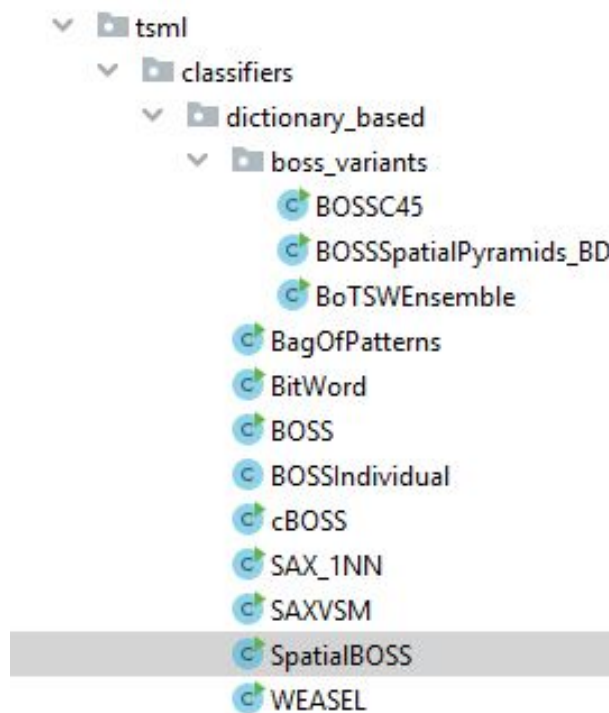 tsml
classifiers
dictionary_based
boss_variants
BOSSC45
BOSSSpatialPyramids_BD
BoTSWEnsemble
BagOfPatterns
BitWord
BOSS
BOSSIndividual
cBOSS
SAX_1NN
SAXVSM
SpatialBOSS
WEASEL